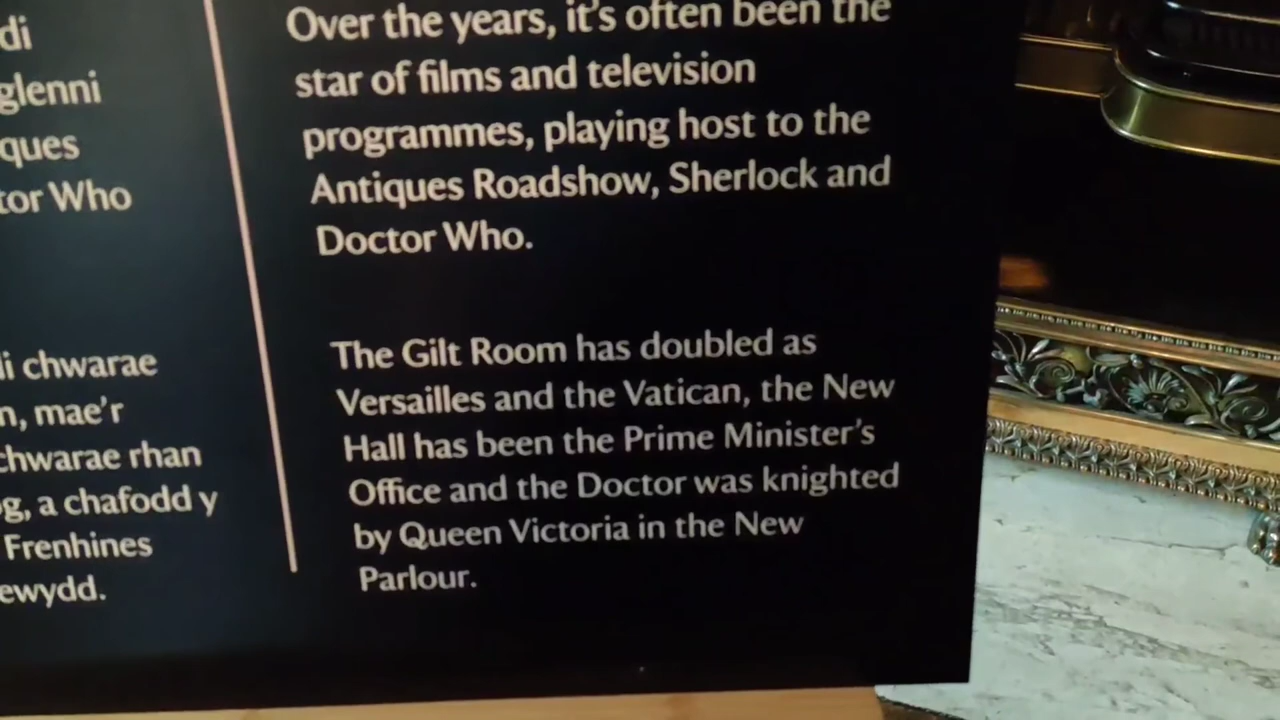 di
glenni
ques
tor Who
li chwarae
n, mae'r
chwarae rhan
g, a chafodd y
Frenhines
ewydd.
Over the years, it's often been the
star of films and television
programmes, playing host to the
Antiques Roadshow, Sherlock and
Doctor Who.
The Gilt Room has doubled as
Versailles and the Vatican, the New
Hall has been the Prime Minister's
Office and the Doctor was knighted
by Queen Victoria in the New
Parlour.